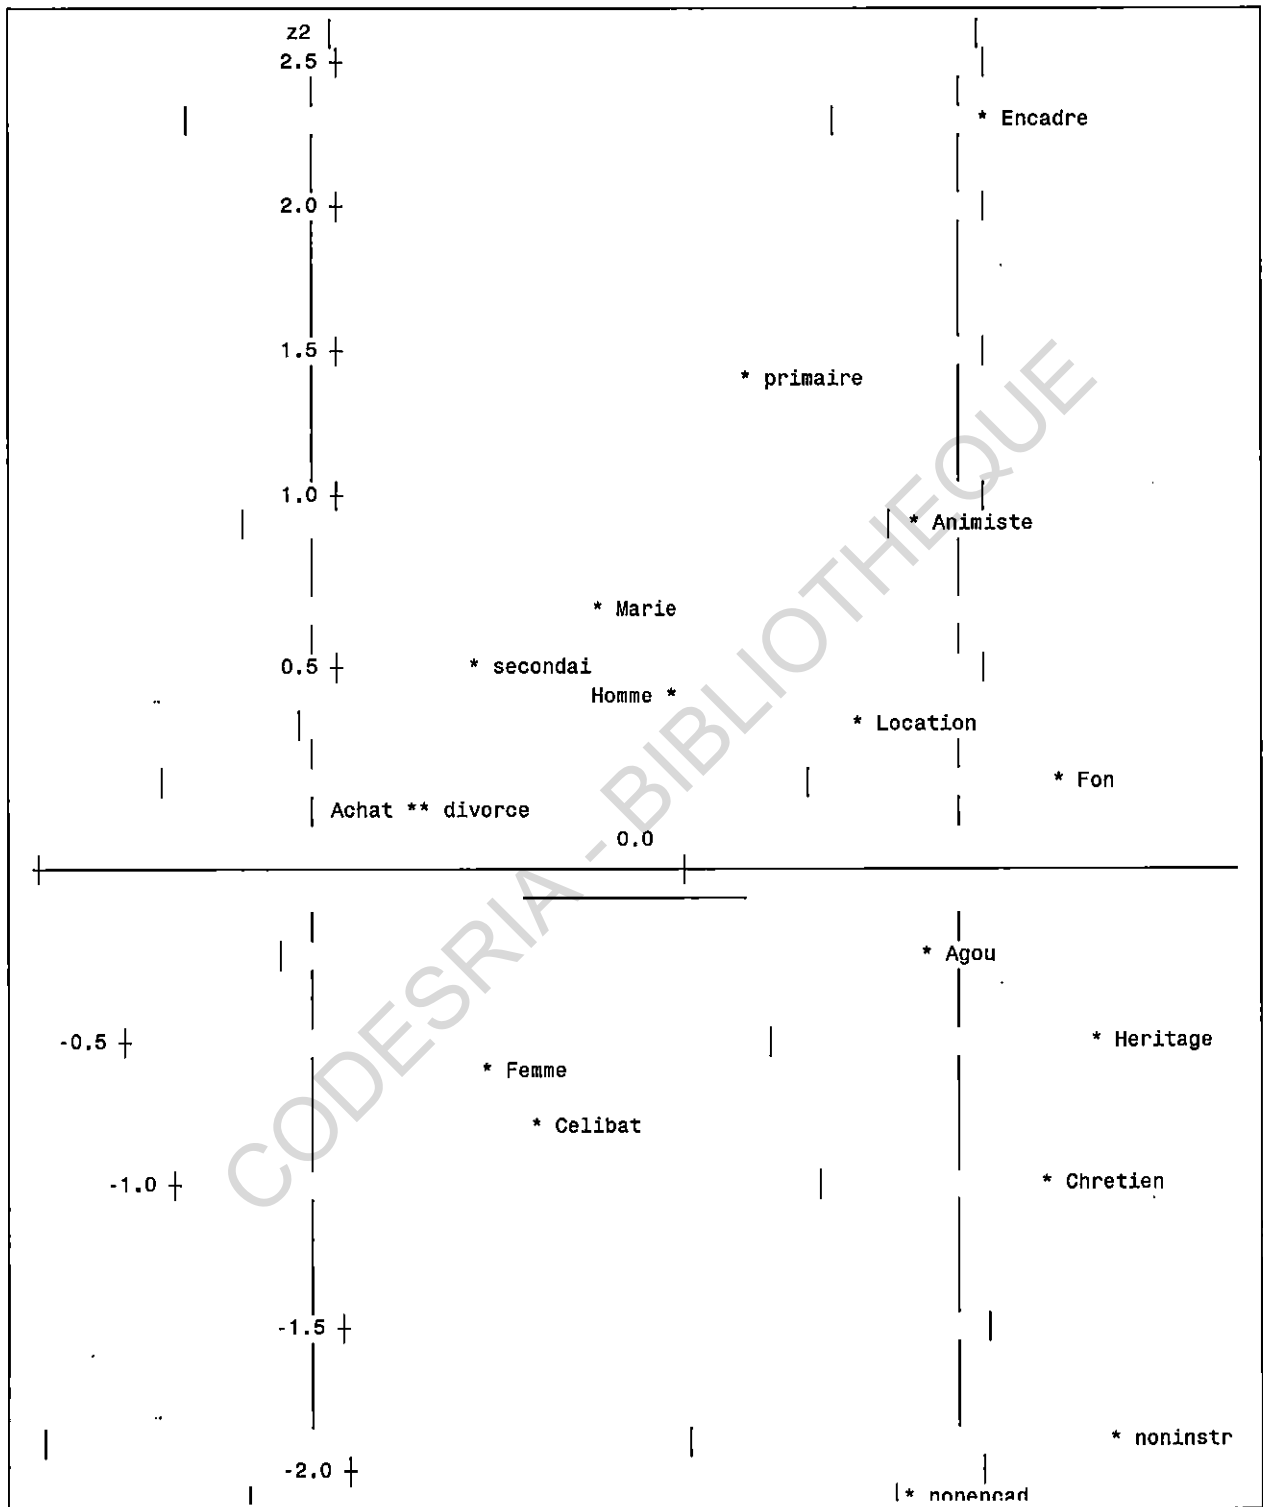 z2
2.5
* Encadre
2.0
1.5
* primaire
1.0
* Animiste
* Marie
0.5
* secondai
Homme *
* Location
* Fon
Achat ** divorce
0.0
* Agou
-0.5
* Heritage
* Femme
* Celibat
-1.0
* Chretien
-1.5
* noninstr
-2.0
* nonencad
CODESRIA - BIBLIOTHEQUE